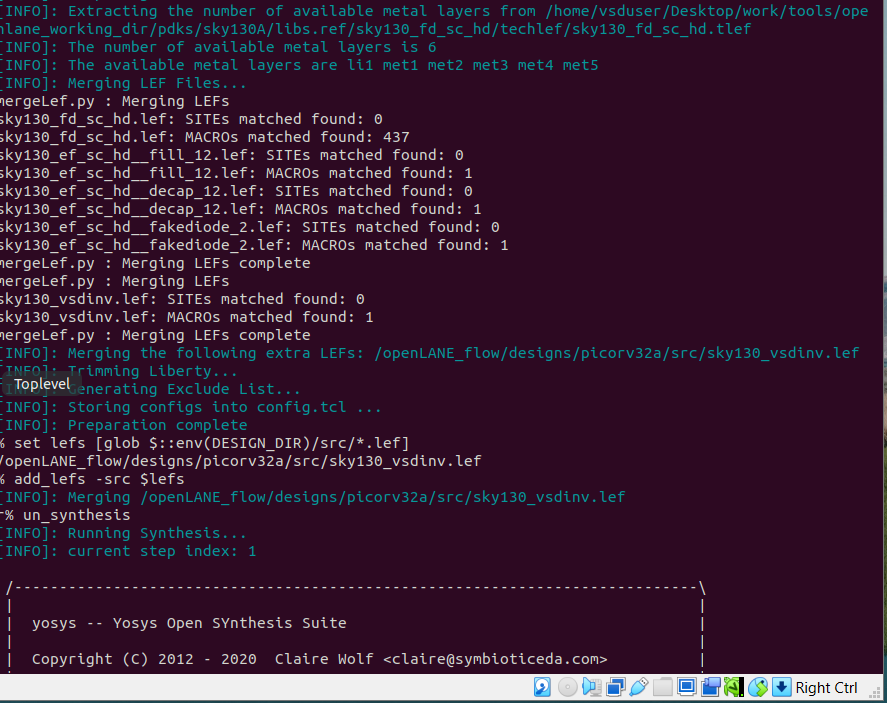 [INFO]: Extracting the number of available metal layers from /home/vsduser/Desktop/work/tools/ope
nlane_working_dir/pdks/sky130A/libs.ref/sky130_fd_sc_hd/techlef/sky130_fd_sc_hd.tlef
[INFO]: The number of available metal layers is 6
[INFO]: The available metal layers are li1 met1 met2 met3 met4 met5
[INFO]: Merging LEF Files...
mergeLef.py : Merging LEFs
sky130_fd_sc_hd.lef: SITEs matched found: 0
sky130_fd_sc_hd.lef: MACROs matched found: 437
sky130_ef_sc_hd__fill_12.lef: SITEs matched found: 0
sky130_ef_sc_hd__fill_12.lef: MACROs matched found: 1
sky130_ef_sc_hd__decap_12.lef: SITEs matched found: 0
sky130_ef_sc_hd__decap_12.lef: MACROs matched found: 1
sky130_ef_sc_hd__fakediode_2.lef: SITEs matched found: 0
sky130_ef_sc_hd__fakediode_2.lef: MACROs matched found: 1
mergeLef.py : Merging LEFs complete
mergeLef.py : Merging LEFs
sky130_vsdinv.lef: SITEs matched found: 0
sky130_vsdinv.lef: MACROs matched found: 1
mergeLef.py : Merging LEFs complete
[INFO]: Merging the following extra LEFs: /openLANE_flow/designs/picorv32a/src/sky130_vsdinv.lef
[INFO]: Trimming Liberty...
Toplevel
[INFO]: Generating Exclude List...
[INFO]: Storing configs into config.tcl ...
[INFO]: Preparation complete
% set lefs [glob $::env(DESIGN_DIR)/src/*.lef]
/openLANE_flow/designs/picorv32a/src/sky130_vsdinv.lef
% add_lefs -src $lefs
[INFO]: Merging /openLANE_flow/designs/picorv32a/src/sky130_vsdinv.lef
r% un_synthesis
[INFO]: Running Synthesis...
[INFO]: current step index: 1
/----------------------------------------------------------------------------\
| |
| yosys -- Yosys Open SYnthesis Suite |
| |
| Copyright (C) 2012 - 2020 Claire Wolf <claire@symbioticeda.com> |
Right Ctrl